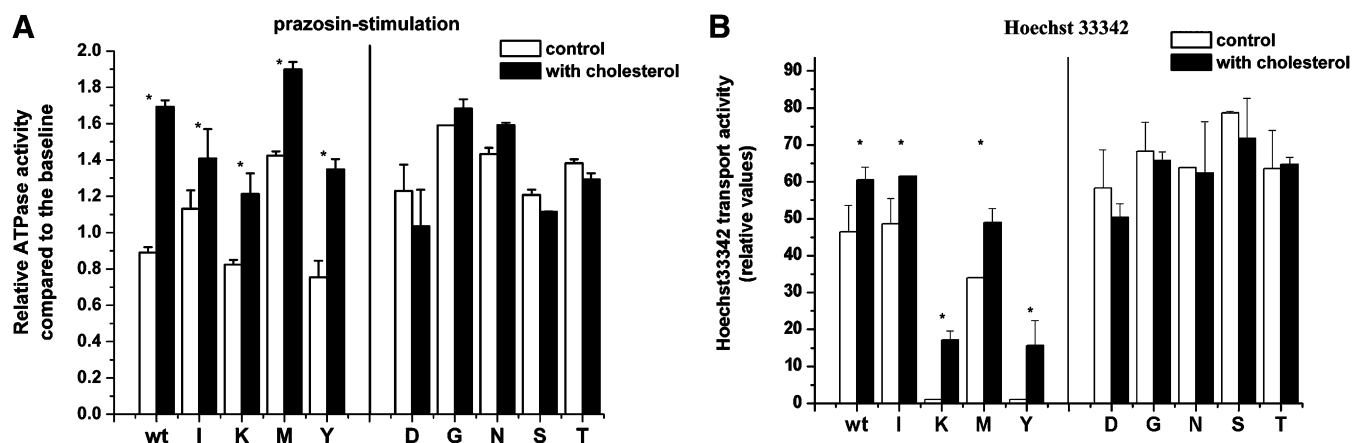 A
prazosin-stimulation
control
with cholesterol
Relative ATPase activity
compared to the baseline
2.0
1.8
1.6
1.4
1.2
1.0
0.8
0.6
0.4
0.2
0.0
* * * * *
wt I K M Y D G N S T
B
Hoechst 33342
control
with cholesterol
Hoechst33342 transport activity
(relative values)
90
80
70
60
50
40
30
20
10
0
* * * * *
wt I K M Y D G N S T